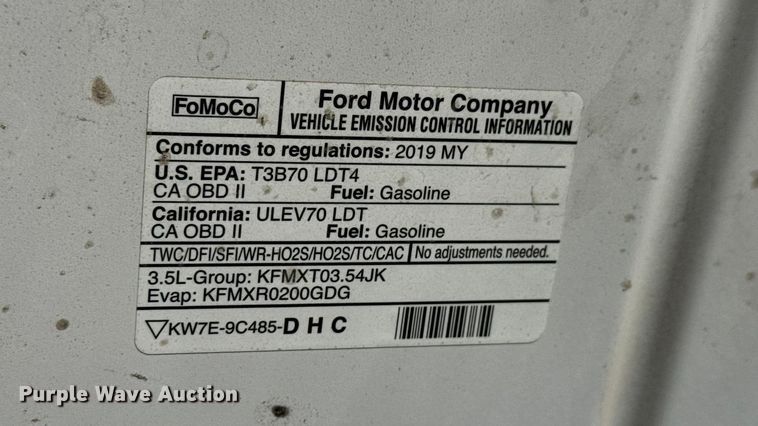 FoMoCo
Ford Motor Company
VEHICLE EMISSION CONTROL INFORMATION
Conforms to regulations: 2019 MY
U.S. EPA: T3B70 LDT4
CA OBD II Fuel: Gasoline
California: ULEV70 LDT
CA OBD II Fuel: Gasoline
TWC/DFI/SFI/WR-HO2S/HO2S/TC/CAC No adjustments needed.
3.5L-Group: KFMXT03.54JK
Evap: KFMXR0200GDG
KW7E-9C485-D H C
Purple Wave Auction